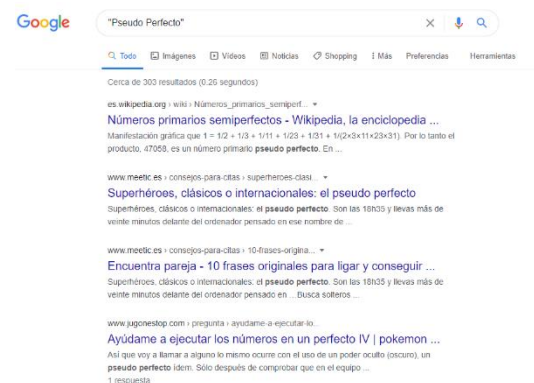 Google "Pseudo Perfecto"
Todo Imágenes Vídeos Noticias Shopping Más Preferencias Herramientas
Cerca de 303 resultados (0.26 segundos)
es.wikipedia.org › wiki › Números_primarios_semiperf...
Números primarios semiperfectos - Wikipedia, la enciclopedia ...
Manifestación gráfica que 1 = 1/2 + 1/3 + 1/11 + 1/23 + 1/31 + 1/(2×3×11×23×31). Por lo tanto el
producto, 47058, es un número primario pseudo perfecto. En ...
www.meetic.es › consejos-para-citas › superheroes-clasi...
Superhéroes, clásicos o internacionales: el pseudo perfecto
Superhéroes, clásicos o internacionales: el pseudo perfecto. Son las 18h35 y llevas más de
veinte minutos delante del ordenador pensado en ese nombre de...
www.meetic.es › consejos-para-citas › 10-frases-origina...
Encuentra pareja - 10 frases originales para ligar y conseguir ...
Superhéroes, clásicos o internacionales: el pseudo perfecto. Son las 18h35 y llevas más de
veinte minutos delante del ordenador pensado en ... Busca solteros ...
www.jugonestop.com › pregunta › ayudame-a-ejecutar-lo...
Ayúdame a ejecutar los números en un perfecto IV | pokemon ...
Así que voy a llamar a alguno lo mismo ocurre con el uso de un poder oculto (oscuro), un
pseudo perfecto ídem. Sólo después de comprobar que en el equipo ...
1 respuesta